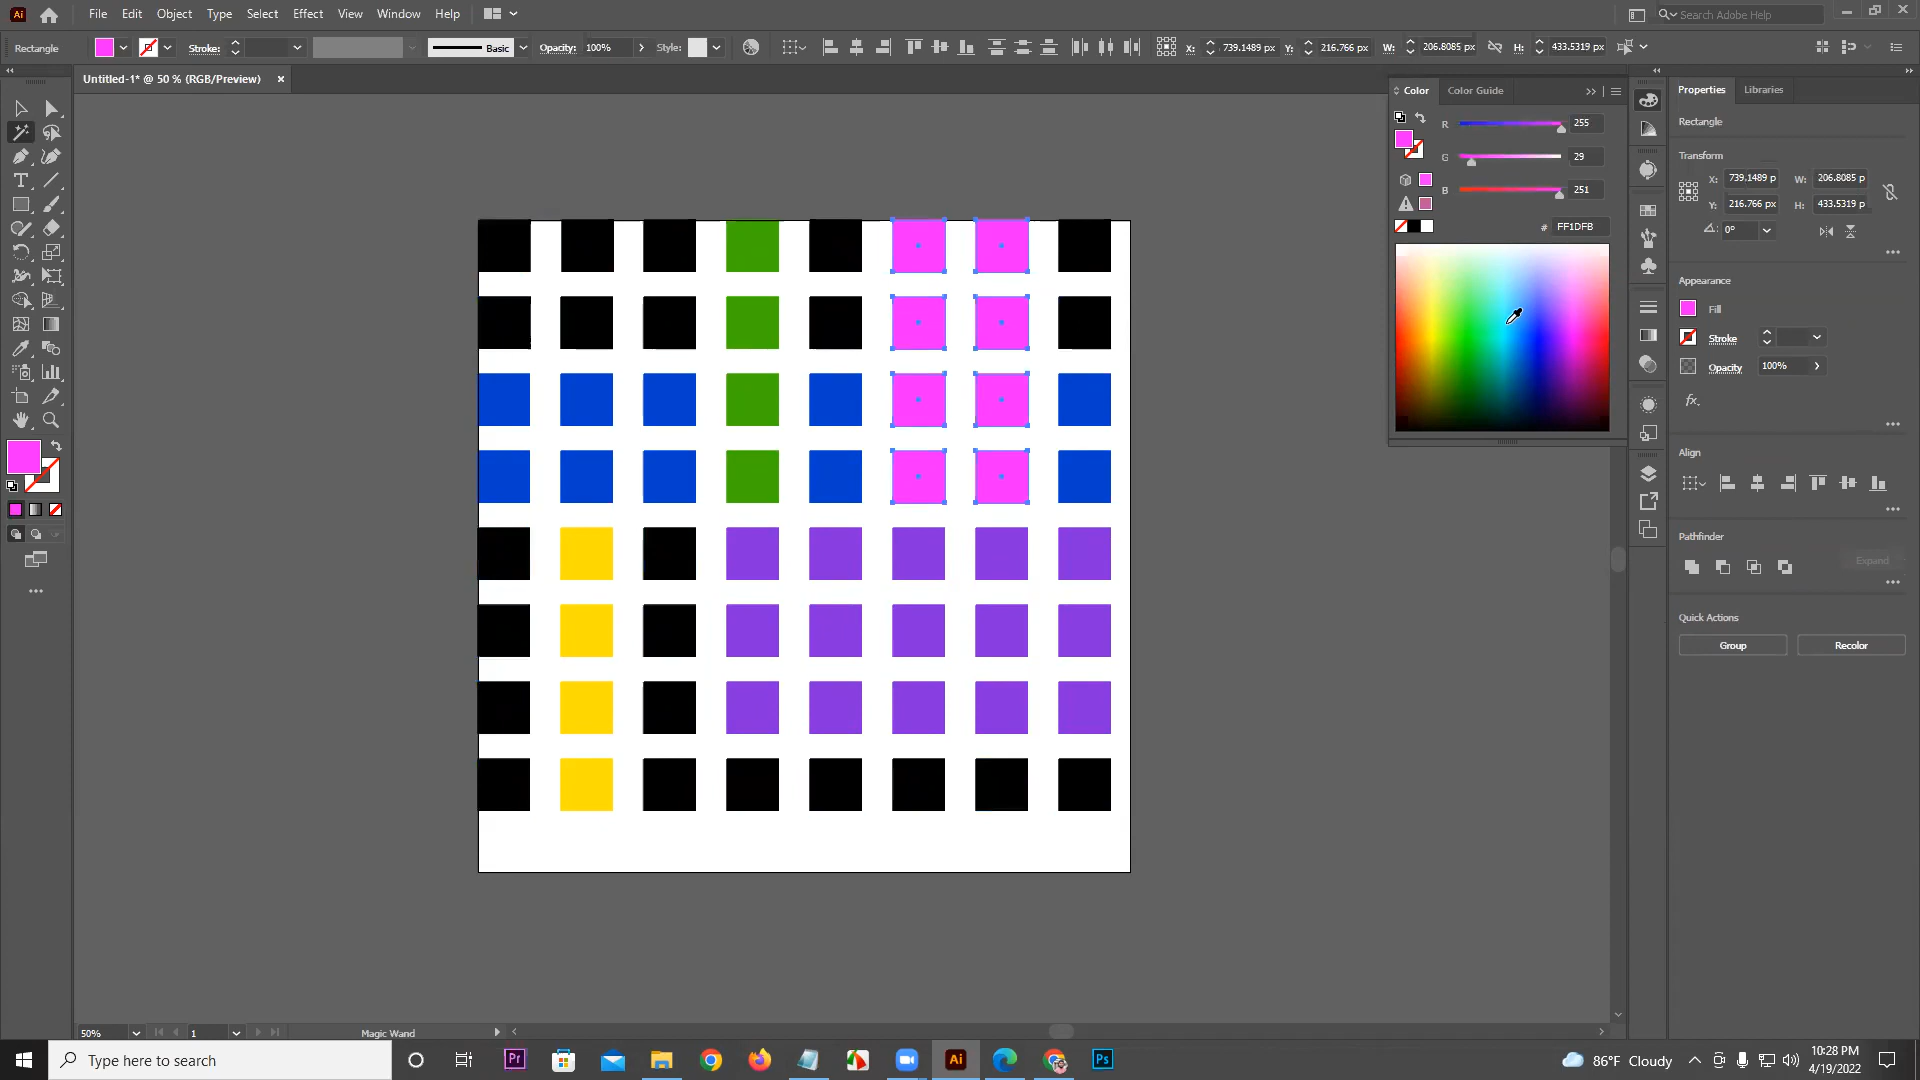 Ai File Edit Object Type Select Effect View Window Help Search Adobe Help
Rectangle Stroke: Basic Opacity: 100% Style: X: 739.1489 px Y: 216.766 px W: 206.8085 px H: 433.5319 px
Untitled-1* @ 50 % (RGB/Preview)
Color Color Guide
R 255
G 29
B 251
# FF1DFB
Properties Libraries
Rectangle
Transform
X: 739.1489 p W: 206.8085 p
Y: 216.766 px H: 433.5319 p
0°
Appearance
Fill
Stroke
Opacity 100%
fx.
Align
Pathfinder
Expand
Quick Actions
Group Recolor
50% 1 Magic Wand
Type here to search Pr Ai Ps 86°F Cloudy 10:28 PM
4/19/2022